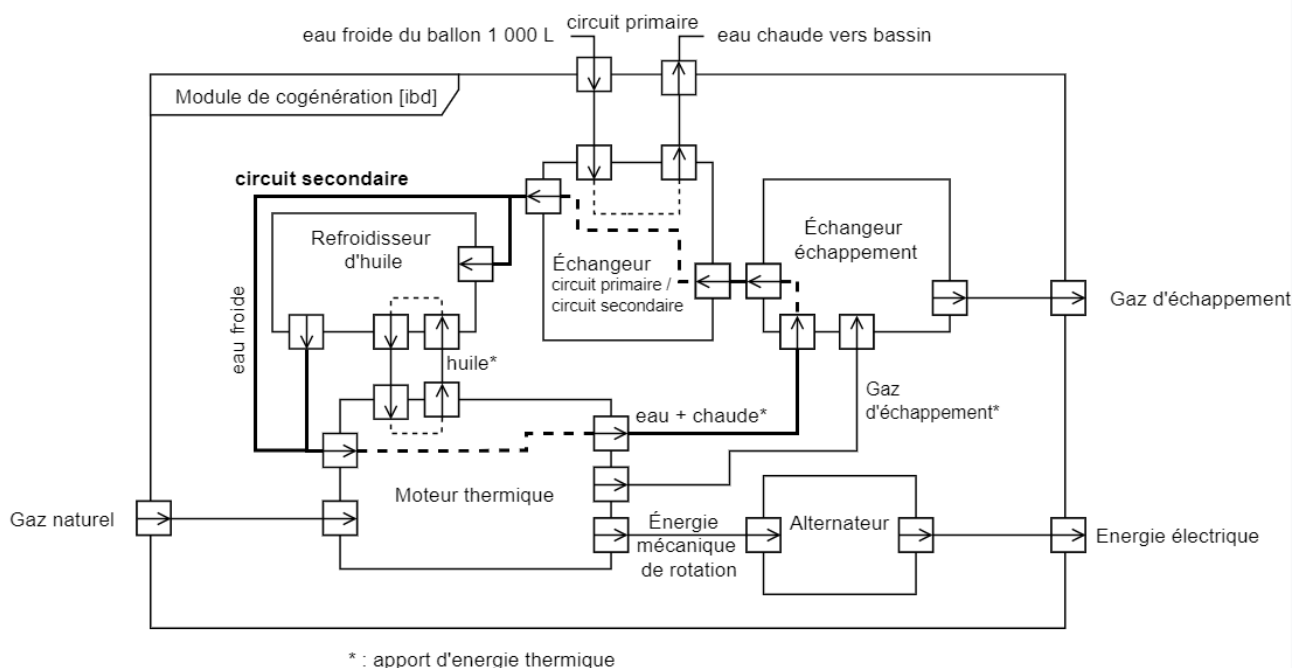 circuit primaire
eau froide du ballon 1 000 L
eau chaude vers bassin
Module de cogénération [ibd]
circuit secondaire
Refroidisseur
d'huile
Échangeur
circuit primaire /
circuit secondaire
Échangeur
échappement
Gaz d'échappement
eau froide
huile*
Gaz
d'échappement*
eau + chaude*
Moteur thermique
Gaz naturel
Énergie
mécanique
de rotation
Alternateur
Energie électrique
* : apport d'energie thermique